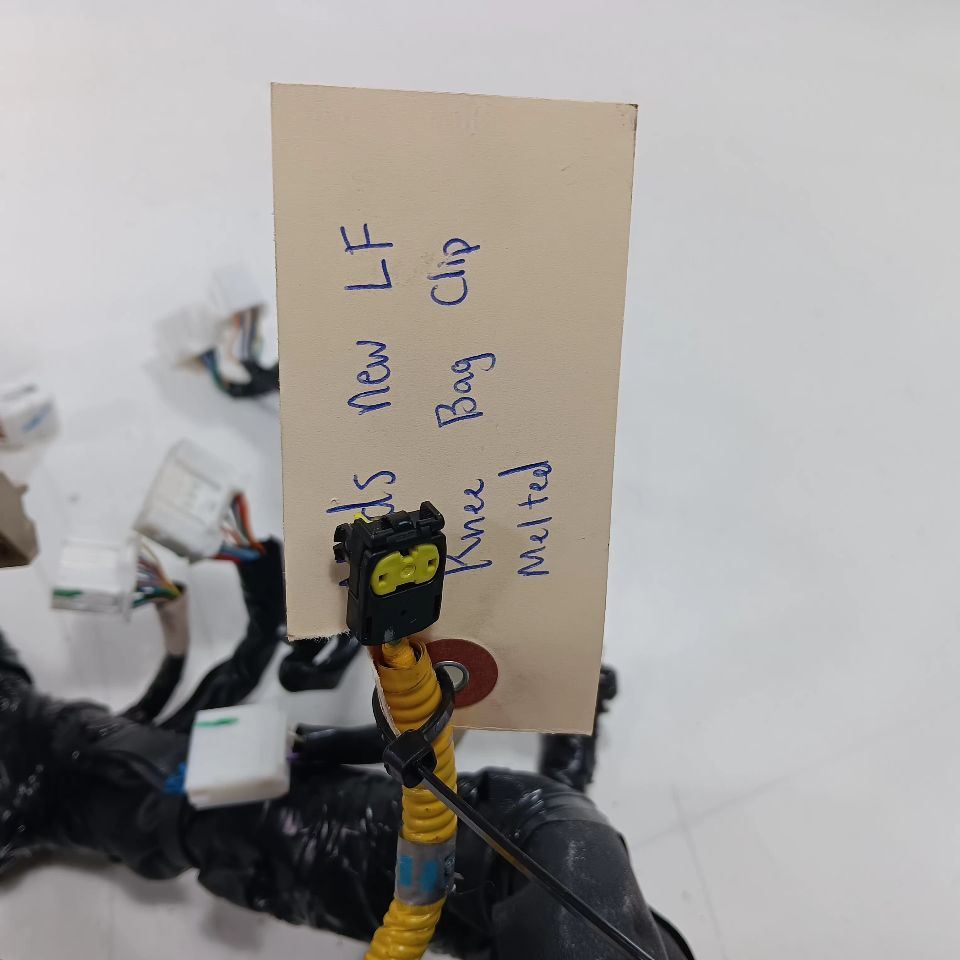 new LF
Knee Bag Clip
Melted